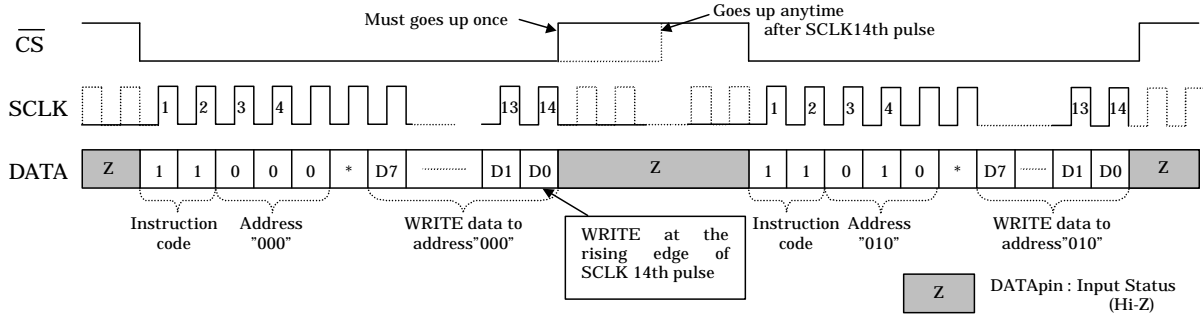 Must goes up once
Goes up anytime
after SCLK14th pulse
CS
SCLK 1 2 3 4 13 14 1 2 3 4 13 14
DATA Z 1 1 0 0 0 * D7 ............ D1 D0 Z 1 1 0 1 0 * D7 ...... D1 D0 Z
Instruction
code
Address
"000"
WRITE data to
address"000"
Instruction
code
Address
"010"
WRITE data to
address"010"
WRITE at the
rising edge of
SCLK 14th pulse
Z DATApin : Input Status
(Hi-Z)